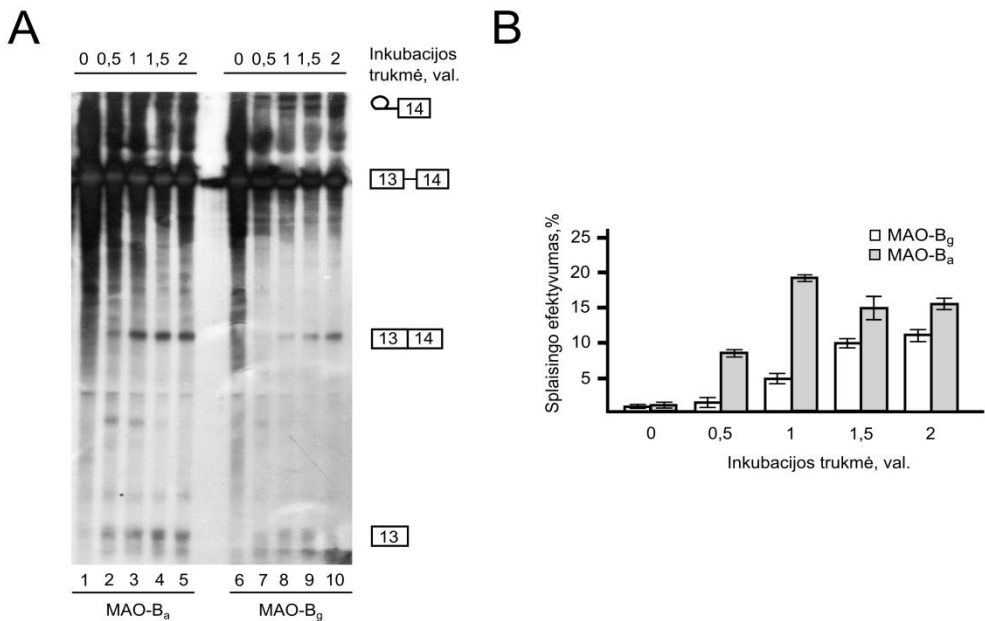 A
0 0,5 1 1,5 2 0 0,5 1 1,5 2
Inkubacijos
trukmė, val.
14
13 14
13 14
13
1 2 3 4 5 6 7 8 9 10
MAO-Ba MAO-Bg
B
Splaisingo efektyvumas,%
25
20
15
10
5
MAO-Bg
MAO-Ba
0 0,5 1 1,5 2
Inkubacijos trukmė, val.